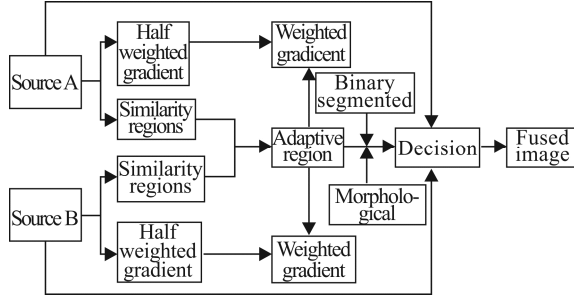 Source A
Half
weighted
gradient
Weighted
gradicent
Similarity
regions
Binary
segmented
Adaptive
region
Decision
Fused
image
Similarity
regions
Morpholo-
gical
Source B
Half
weighted
gradient
Weighted
gradient